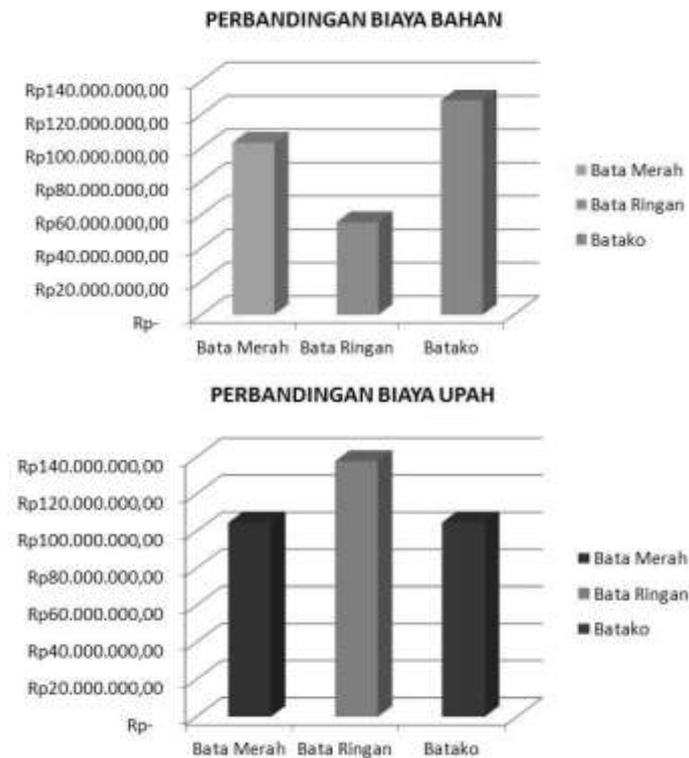 PERBANDINGAN BIAYA BAHAN
Rp140.000.000,00
Rp120.000.000,00
Rp100.000.000,00
Rp80.000.000,00
Rp60.000.000,00
Rp40.000.000,00
Rp20.000.000,00
Rp-
Bata Merah Bata Ringan Batako
Bata Merah
Bata Ringan
Batako
PERBANDINGAN BIAYA UPAH
Rp140.000.000,00
Rp120.000.000,00
Rp100.000.000,00
Rp80.000.000,00
Rp60.000.000,00
Rp40.000.000,00
Rp20.000.000,00
Rp-
Bata Merah Bata Ringan Batako
Bata Merah
Bata Ringan
Batako